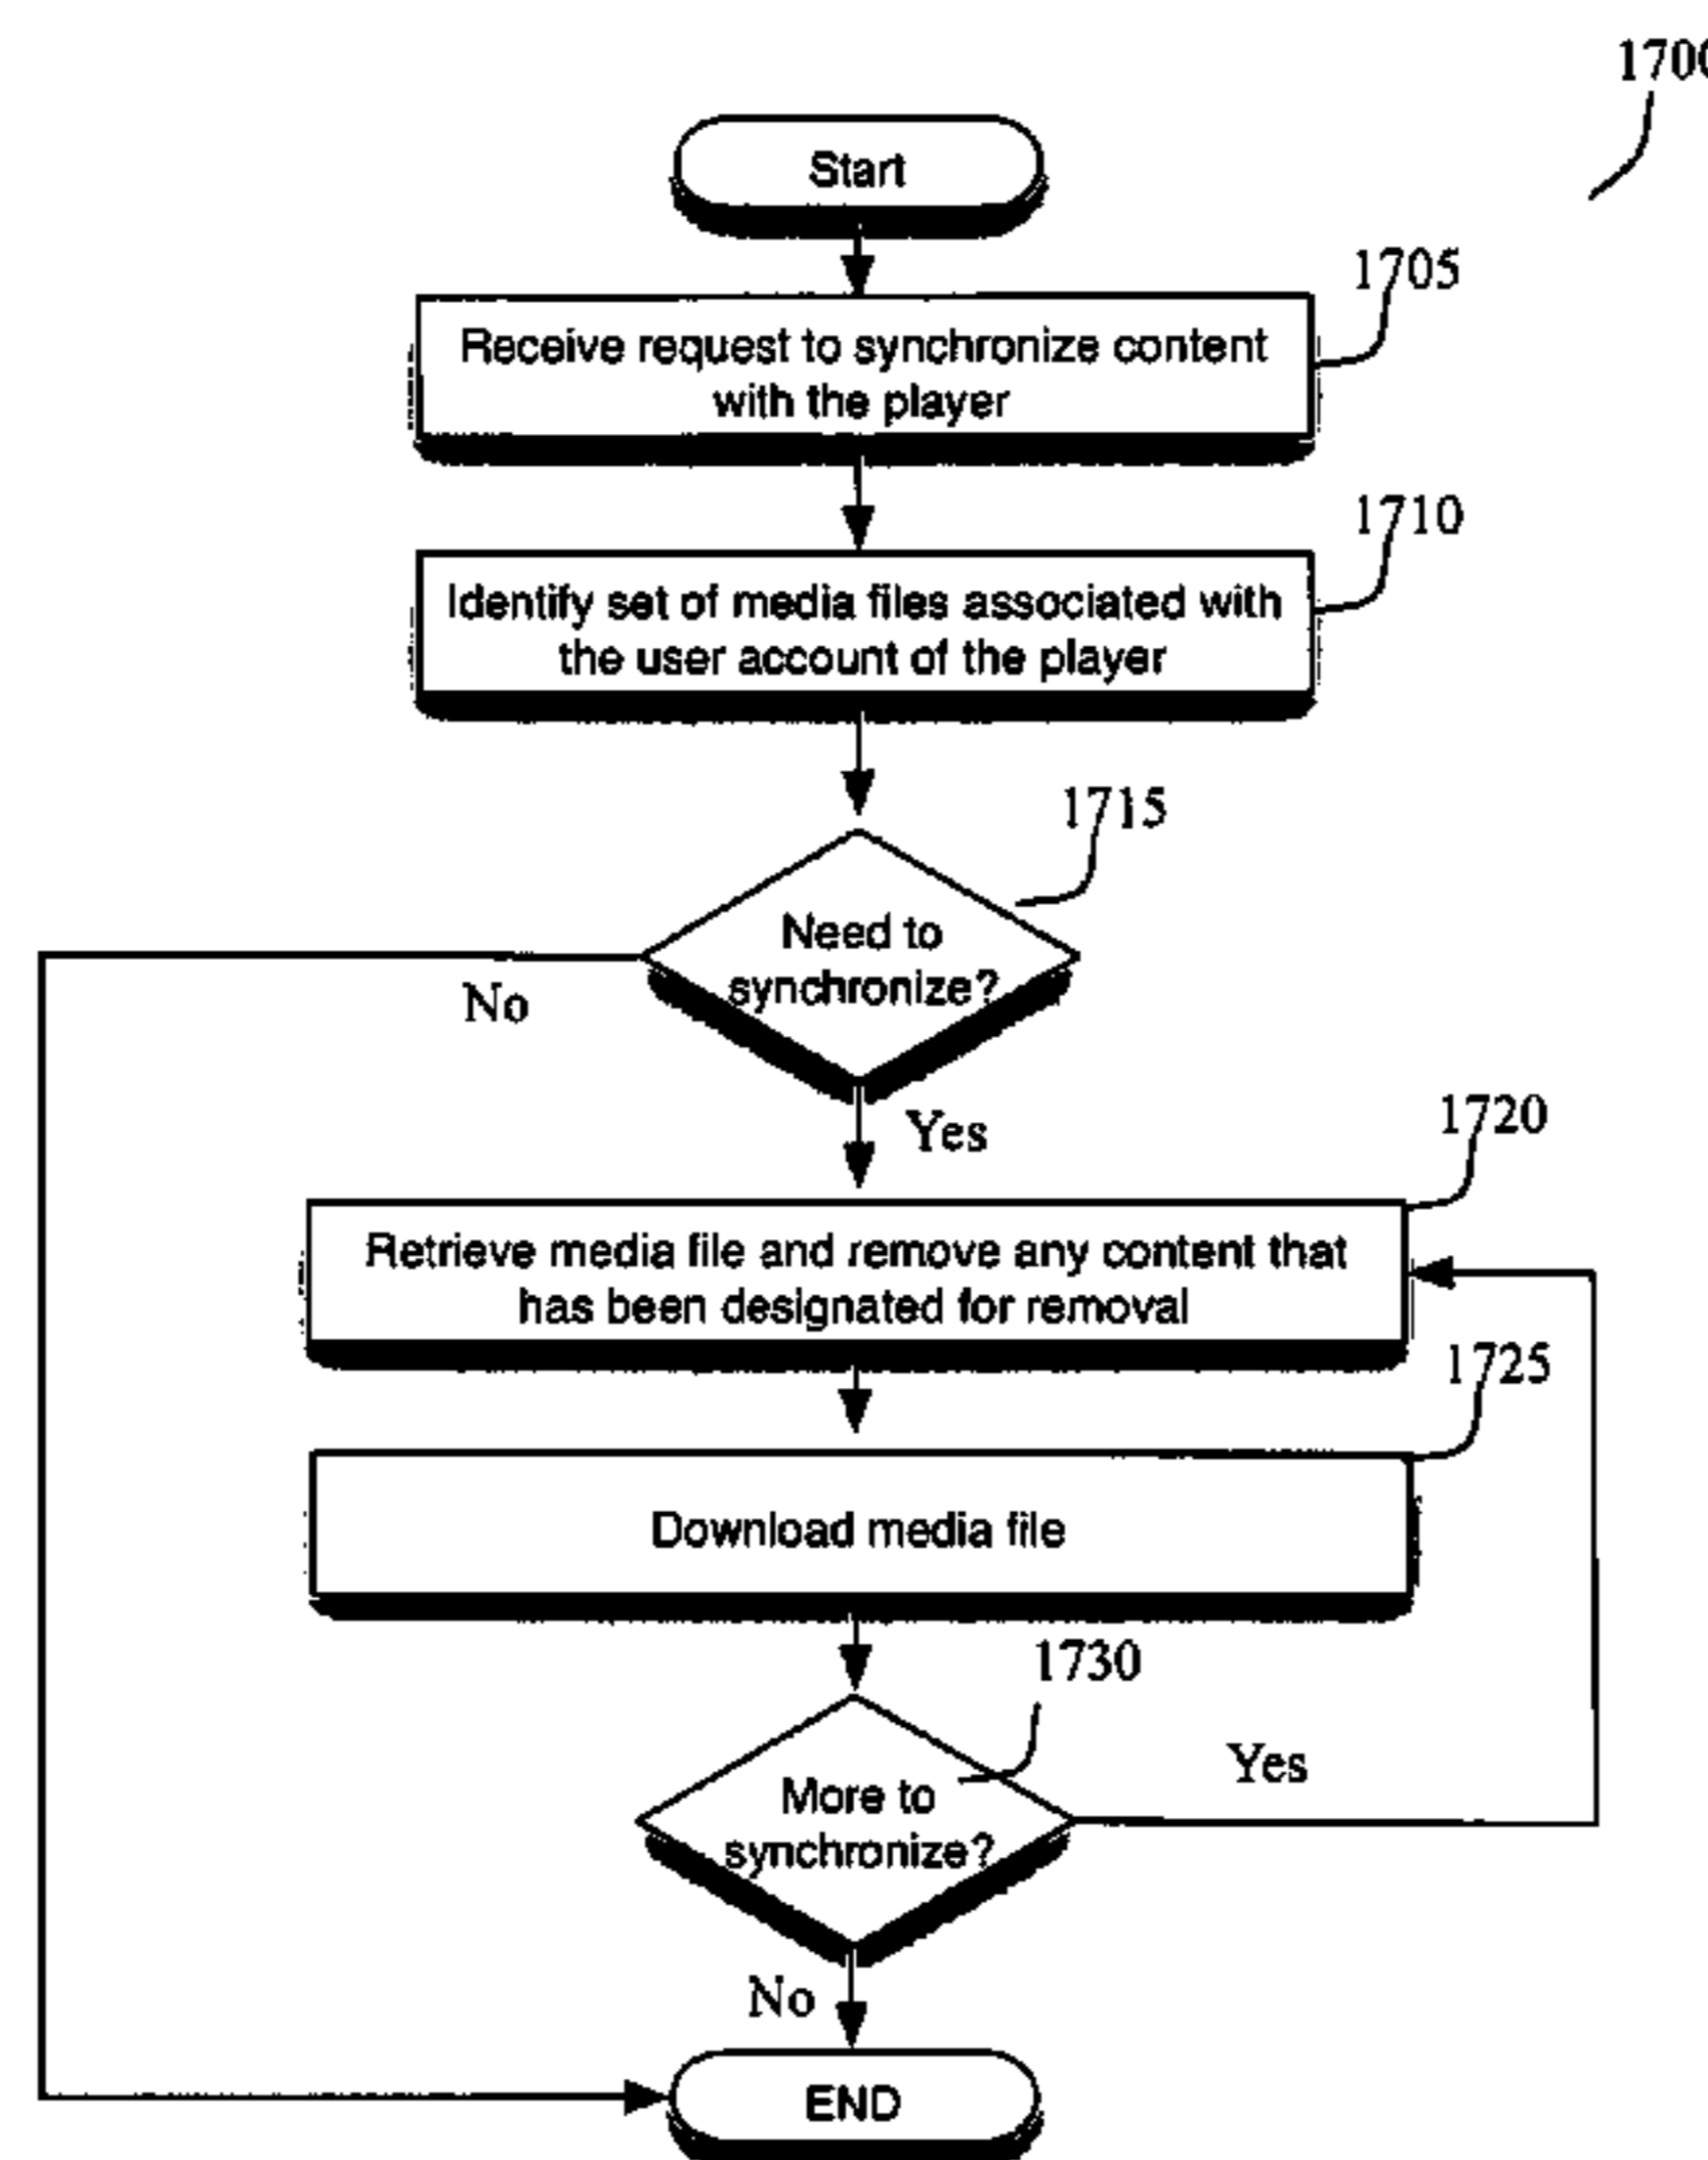 1700
Start
1705
Receive request to synchronize content
with the player
1710
Identify set of media files associated with
the user account of the player
1715
Need to
synchronize?
No
Yes
1720
Retrieve media file and remove any content that
has been designated for removal
1725
Download media file
1730
More to
synchronize?
Yes
No
END